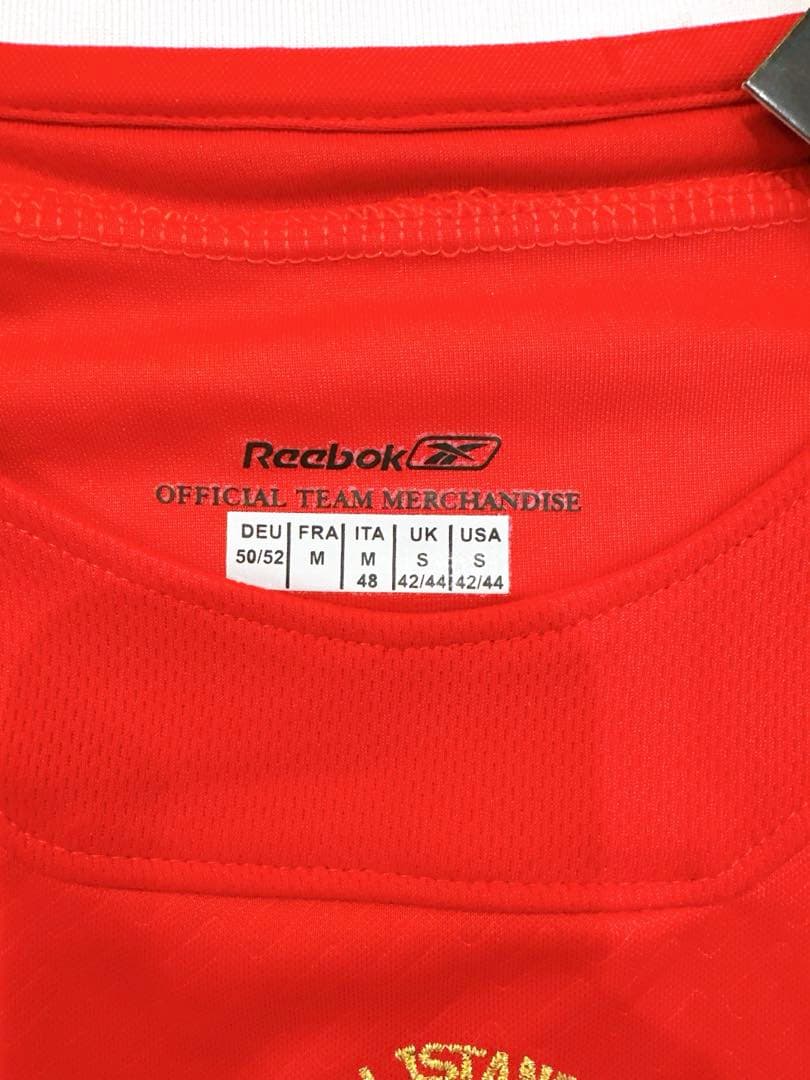 Reebok
OFFICIAL TEAM MERCHANDISE
DEU FRA ITA UK USA
50/52 M M S S
48 42/44 42/44